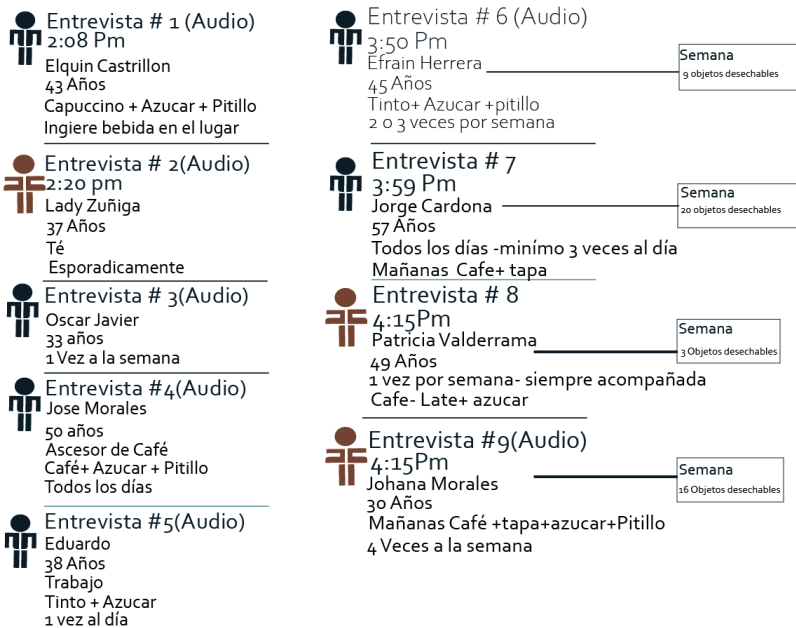 Entrevista # 1 (Audio)
2:08 Pm
Elquin Castrillon
43 Años
Capuccino + Azucar + Pitillo
Ingiere bebida en el lugar
Entrevista # 2(Audio)
2:20 pm
Lady Zuñiga
37 Años
Té
Esporadicamente
Entrevista # 3(Audio)
Oscar Javier
33 años
1 Vez a la semana
Entrevista #4(Audio)
Jose Morales
50 años
Ascesor de Café
Café+ Azucar + Pitillo
Todos los días
Entrevista #5(Audio)
Eduardo
38 Años
Trabajo
Tinto + Azucar
1 vez al día
Entrevista # 6 (Audio)
3:50 Pm
Efrain Herrera
45 Años
Tinto+ Azucar +pitillo
2 o 3 veces por semana
Semana
9 objetos desechables
Entrevista # 7
3:59 Pm
Jorge Cardona
57 Años
Todos los días -minímo 3 veces al día
Mañanas Cafe+ tapa
Semana
20 objetos desechables
Entrevista # 8
4:15Pm
Patricia Valderrama
49 Años
1 vez por semana- siempre acompañada
Cafe- Late+ azucar
Semana
3 Objetos desechables
Entrevista #9(Audio)
4:15Pm
Johana Morales
30 Años
Mañanas Café +tapa+azucar+Pitillo
4 Veces a la semana
Semana
16 Objetos desechables